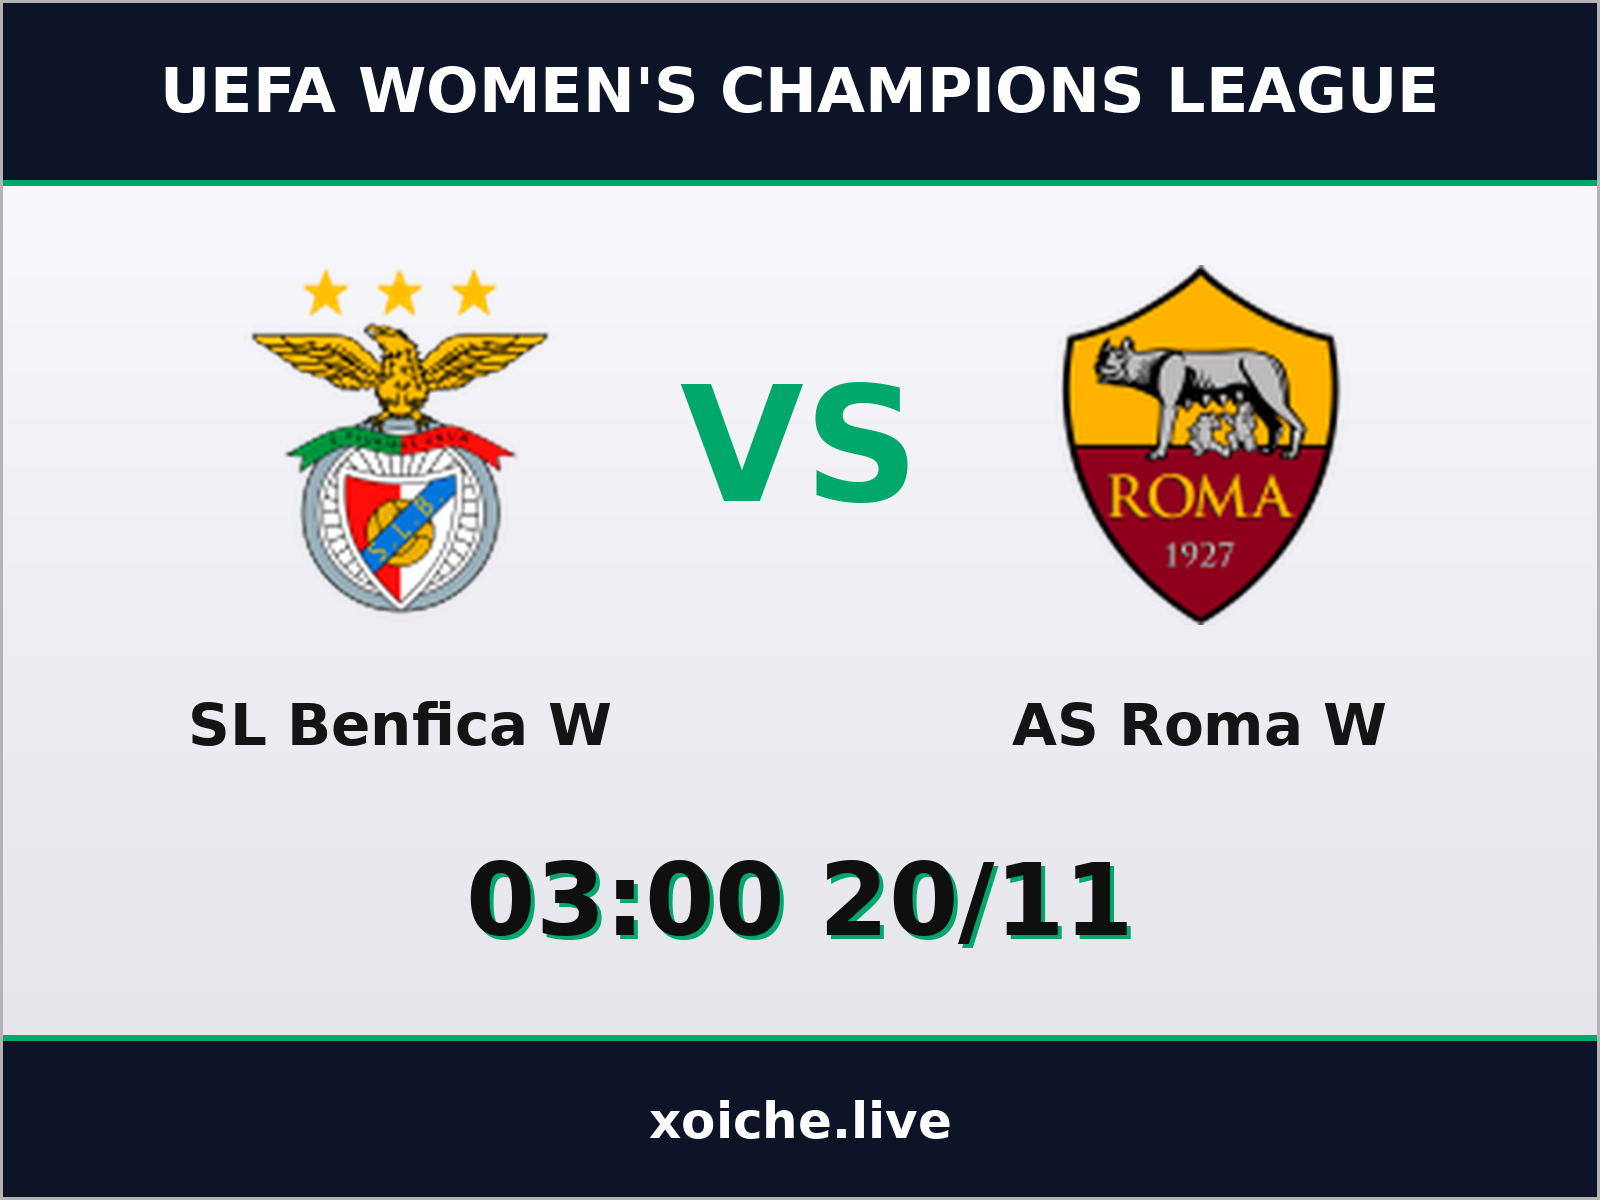 UEFA WOMEN'S CHAMPIONS LEAGUE
VS
S.L.B.
ROMA
1927
SL Benfica W
AS Roma W
03:00 20/11
xoiche.live